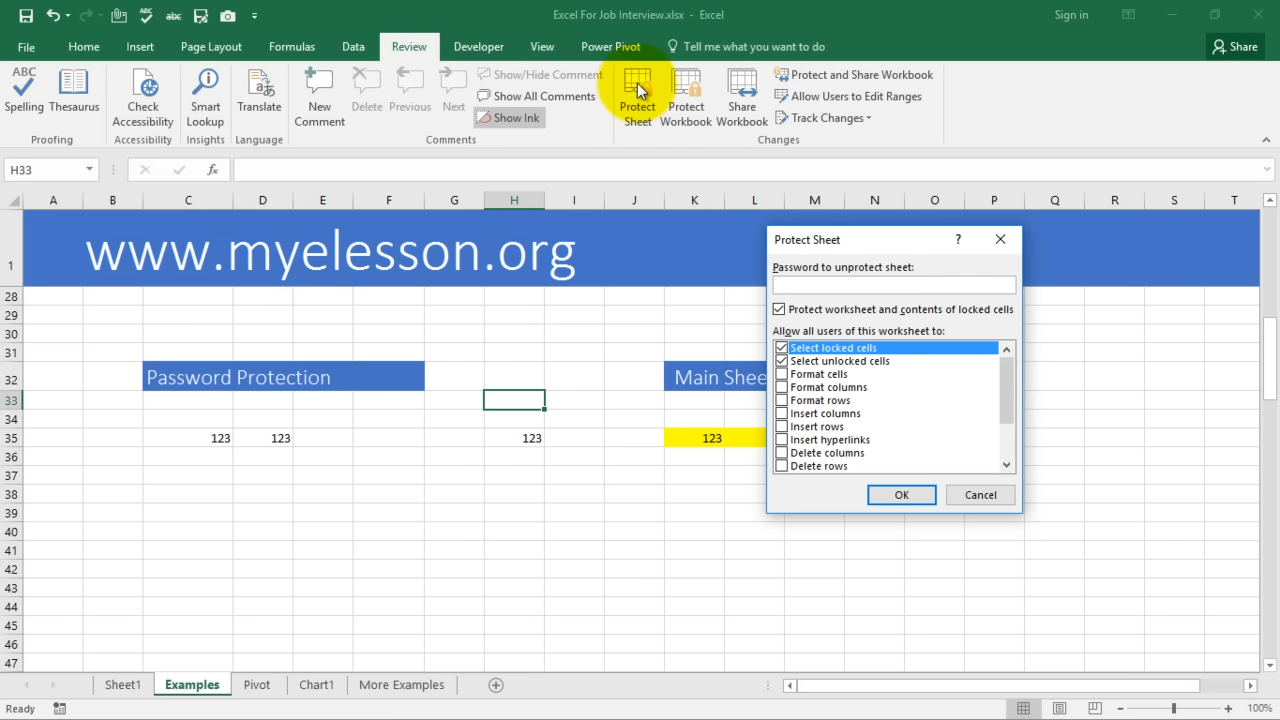 Excel For Job Interview.xlsx - Excel
Sign in
File Home Insert Page Layout Formulas Data Review Developer View Power Pivot Tell me what you want to do Share
Spelling
Thesaurus
Proofing
Check Accessibility
Accessibility
Smart Lookup
Insights
Translate
Language
New Comment
Delete
Previous
Next
Show/Hide Comment
Show All Comments
Show Ink
Comments
Protect Sheet
Protect Workbook
Share Workbook
Protect and Share Workbook
Allow Users to Edit Ranges
Track Changes
Changes
H33
fx
A B C D E F G H I J K L M N O P Q R S T
1 www.myelesson.org
28
29
30
31
32 Password Protection Main Shee
33
34
35 123 123 123 123
36
37
38
39
40
41
42
43
44
45
46
47
Protect Sheet ?
Password to unprotect sheet:
Protect worksheet and contents of locked cells
Allow all users of this worksheet to:
Select locked cells
Select unlocked cells
Format cells
Format columns
Format rows
Insert columns
Insert rows
Insert hyperlinks
Delete columns
Delete rows
OK Cancel
Sheet1 Examples Pivot Chart1 More Examples
Ready 100%